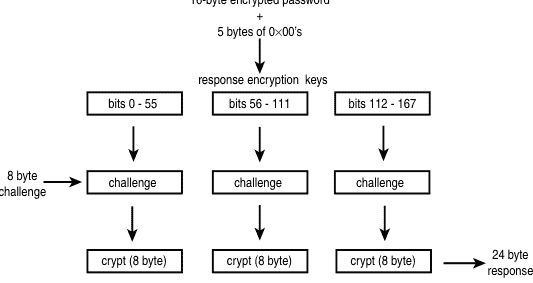 16-byte encrypted password
+
5 bytes of 0×00's
response encryption keys
bits 0 - 55
bits 56 - 111
bits 112 - 167
8 byte
challenge
challenge
challenge
challenge
crypt (8 byte)
crypt (8 byte)
crypt (8 byte)
24 byte
response